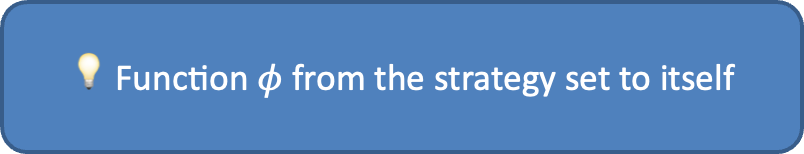 💡 Function ϕ from the strategy set to itself